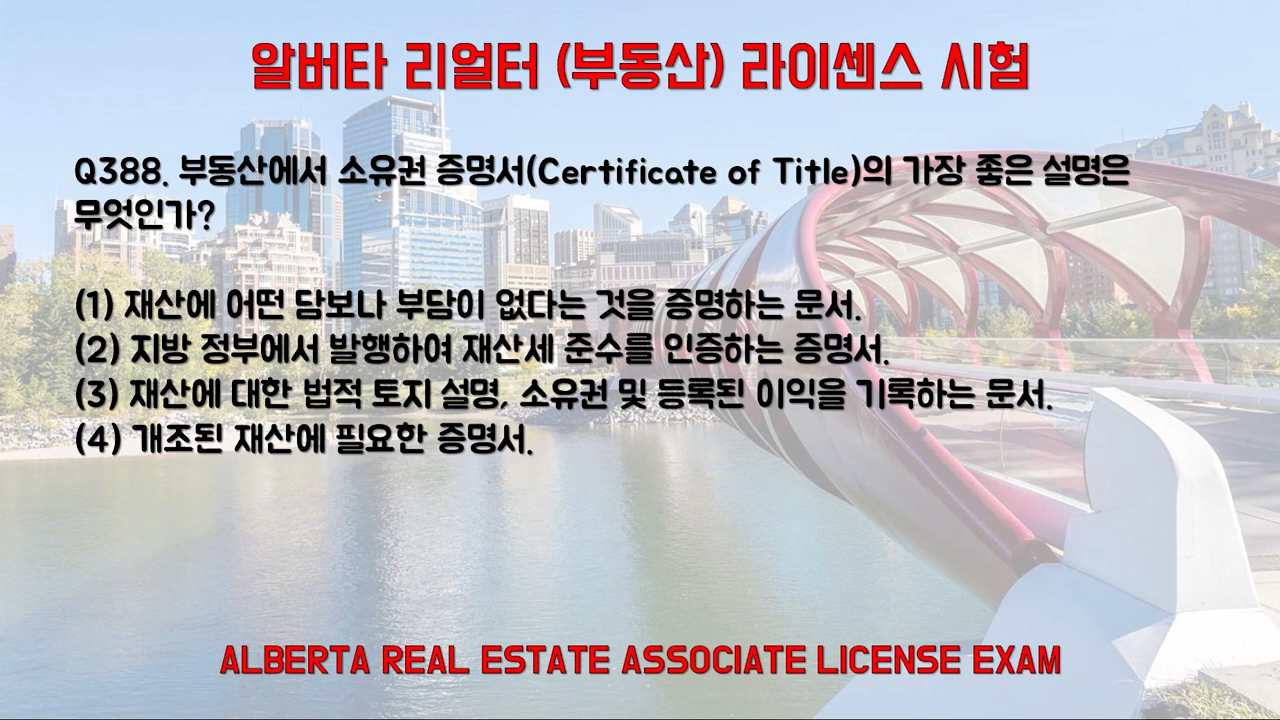 알버타 리얼터 (부동산) 라이센스 시험
Q388. 부동산에서 소유권 증명서(Certificate of Title)의 가장 좋은 설명은
무엇인가?
(1) 재산에 어떤 담보나 부담이 없다는 것을 증명하는 문서.
(2) 지방 정부에서 발행하여 재산세 준수를 인증하는 증명서.
(3) 재산에 대한 법적 토지 설명, 소유권 및 등록된 이익을 기록하는 문서.
(4) 개조된 재산에 필요한 증명서.
ALBERTA REAL ESTATE ASSOCIATE LICENSE EXAM